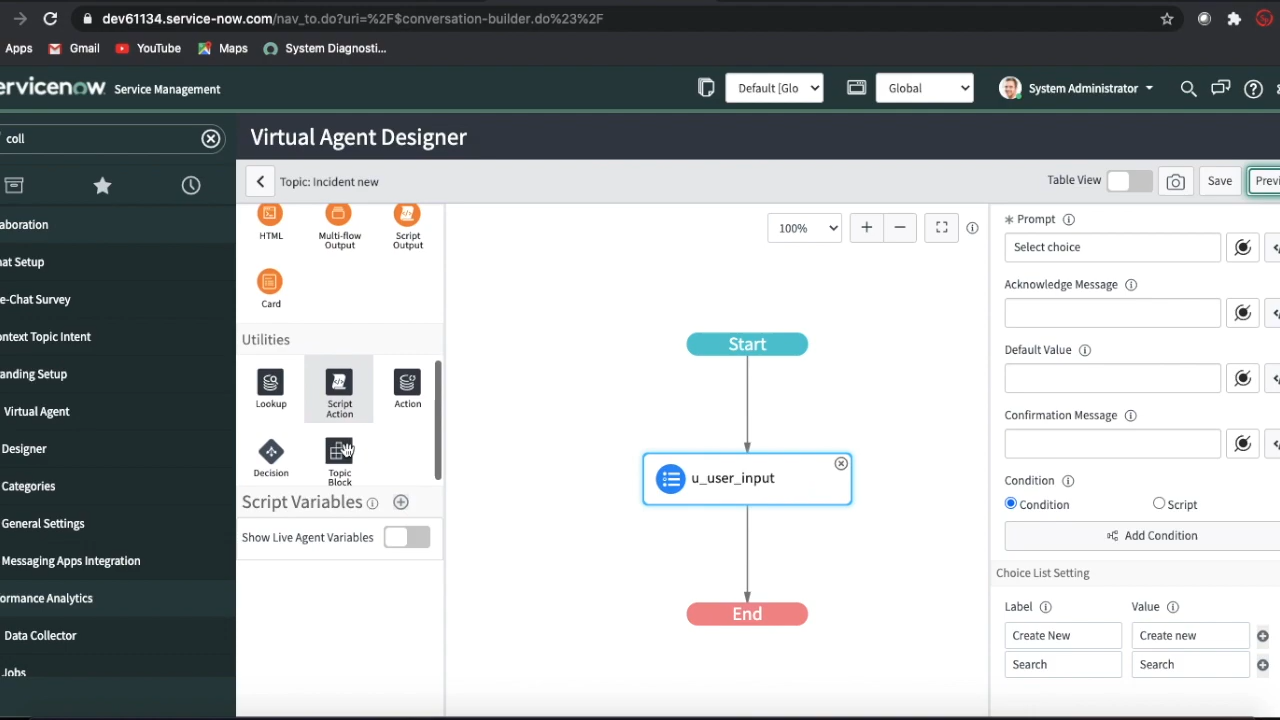 dev61134.service-now.com/nav_to.do?uri=%2F$conversation-builder.do%23%2F
Apps Gmail YouTube Maps System Diagnosti...
ervicenow Service Management
Default [Glo Global System Administrator
coll
Virtual Agent Designer
Topic: Incident new
Table View Save Previ
aboration
hat Setup
e-Chat Survey
ontext Topic Intent
anding Setup
Virtual Agent
Designer
Categories
General Settings
Messaging Apps Integration
ormance Analytics
Data Collector
Jobs
HTML
Multi-flow
Output
Script
Output
Card
Utilities
Lookup
Script
Action
Action
Decision
Topic
Block
Script Variables
Show Live Agent Variables
100%
Start
u_user_input
End
* Prompt
Select choice
Acknowledge Message
Default Value
Confirmation Message
Condition
Condition Script
Add Condition
Choice List Setting
Label Value
Create New Create new
Search Search